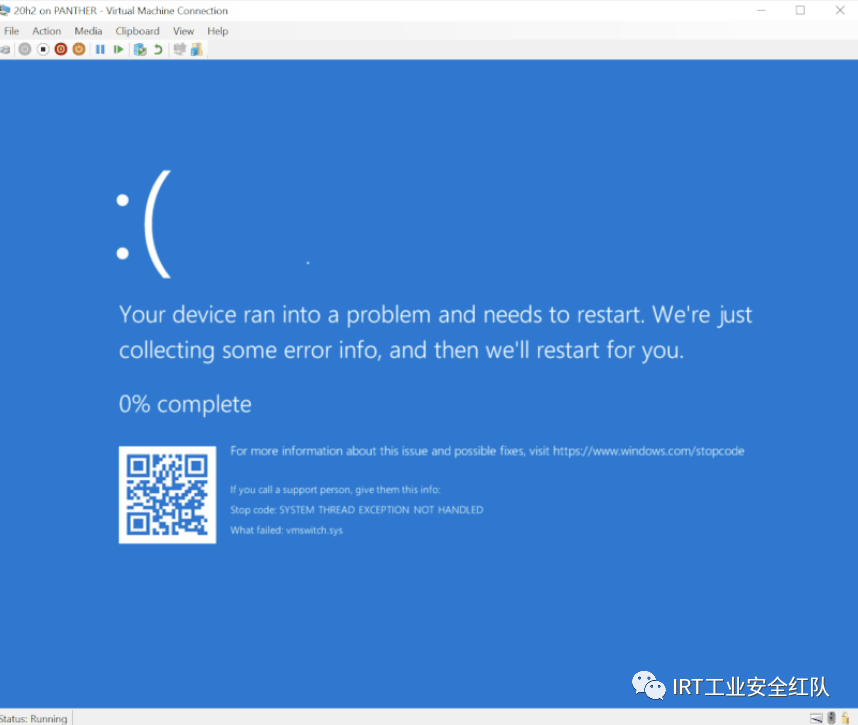 20h2 on PANTHER - Virtual Machine Connection
File Action Media Clipboard View Help
:(
Your device ran into a problem and needs to restart. We're just
collecting some error info, and then we'll restart for you.
0% complete
For more information about this issue and possible fixes, visit https://www.windows.com/stopcode
If you call a support person, give them this info:
Stop code: SYSTEM THREAD EXCEPTION NOT HANDLED
What failed: vmswitch.sys
IRT工业安全红队
Status: Running